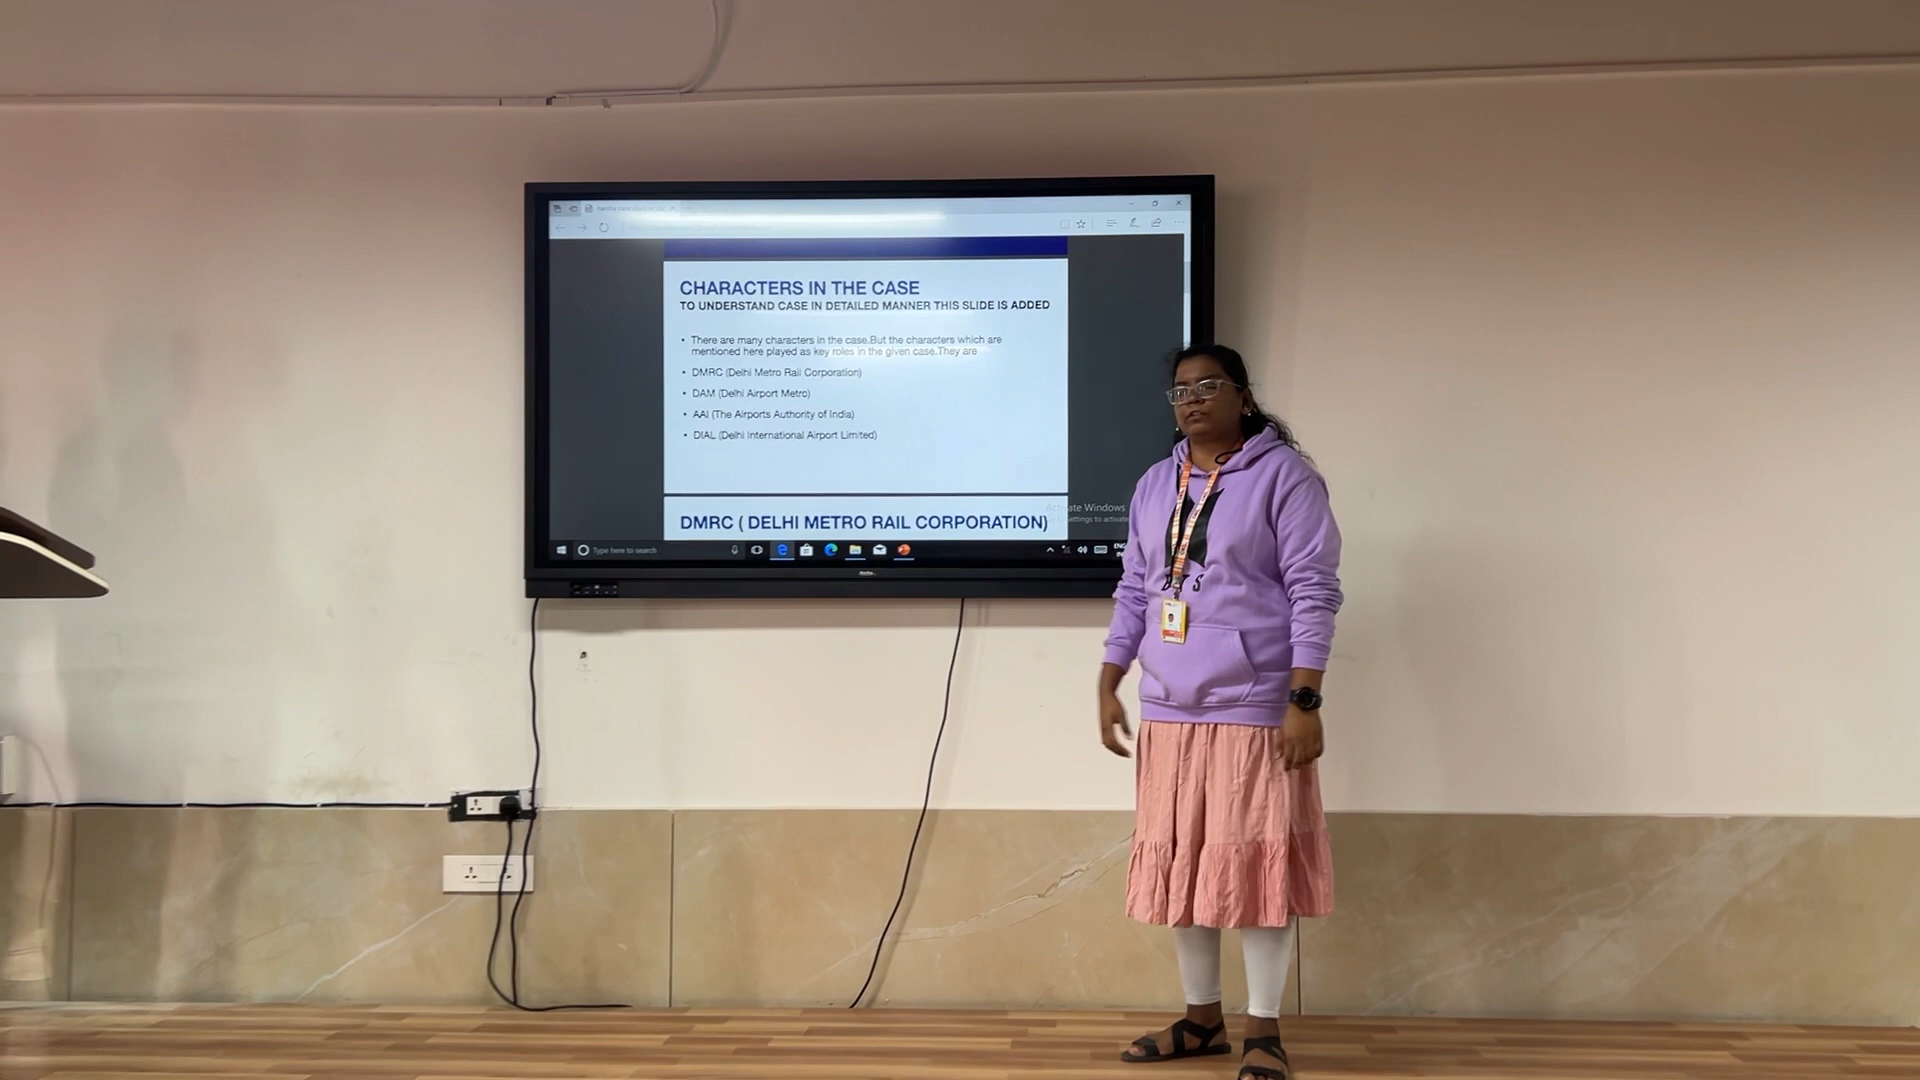 CHARACTERS IN THE CASE
TO UNDERSTAND CASE IN DETAILED MANNER THIS SLIDE IS ADDED
• There are many characters in the case.But the characters which are
mentioned here played as key roles in the given case.They are
• DMRC (Delhi Metro Rail Corporation)
• DAM (Delhi Airport Metro)
• AAI (The Airports Authority of India)
• DIAL (Delhi International Airport Limited)
DMRC ( DELHI METRO RAIL CORPORATION)
Windows
Settings to activate
Type here to search
ENG